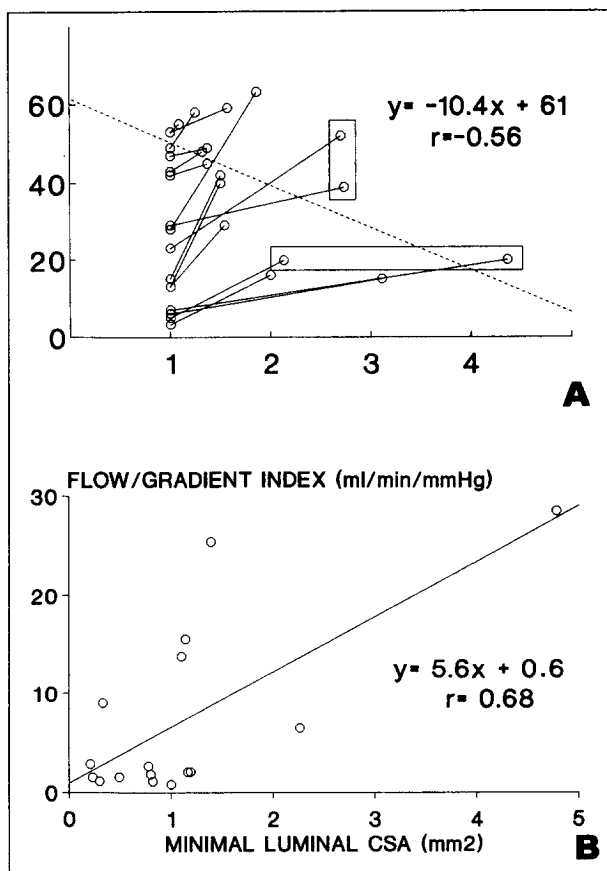 60
40
20
0
1 2 3 4
y= -10.4x + 61
r=-0.56
A
FLOW/GRADIENT INDEX (ml/min/mmHg)
30
20
10
0
y= 5.6x + 0.6
r= 0.68
0 1 2 3 4 5
MINIMAL LUMINAL CSA (mm2)
B